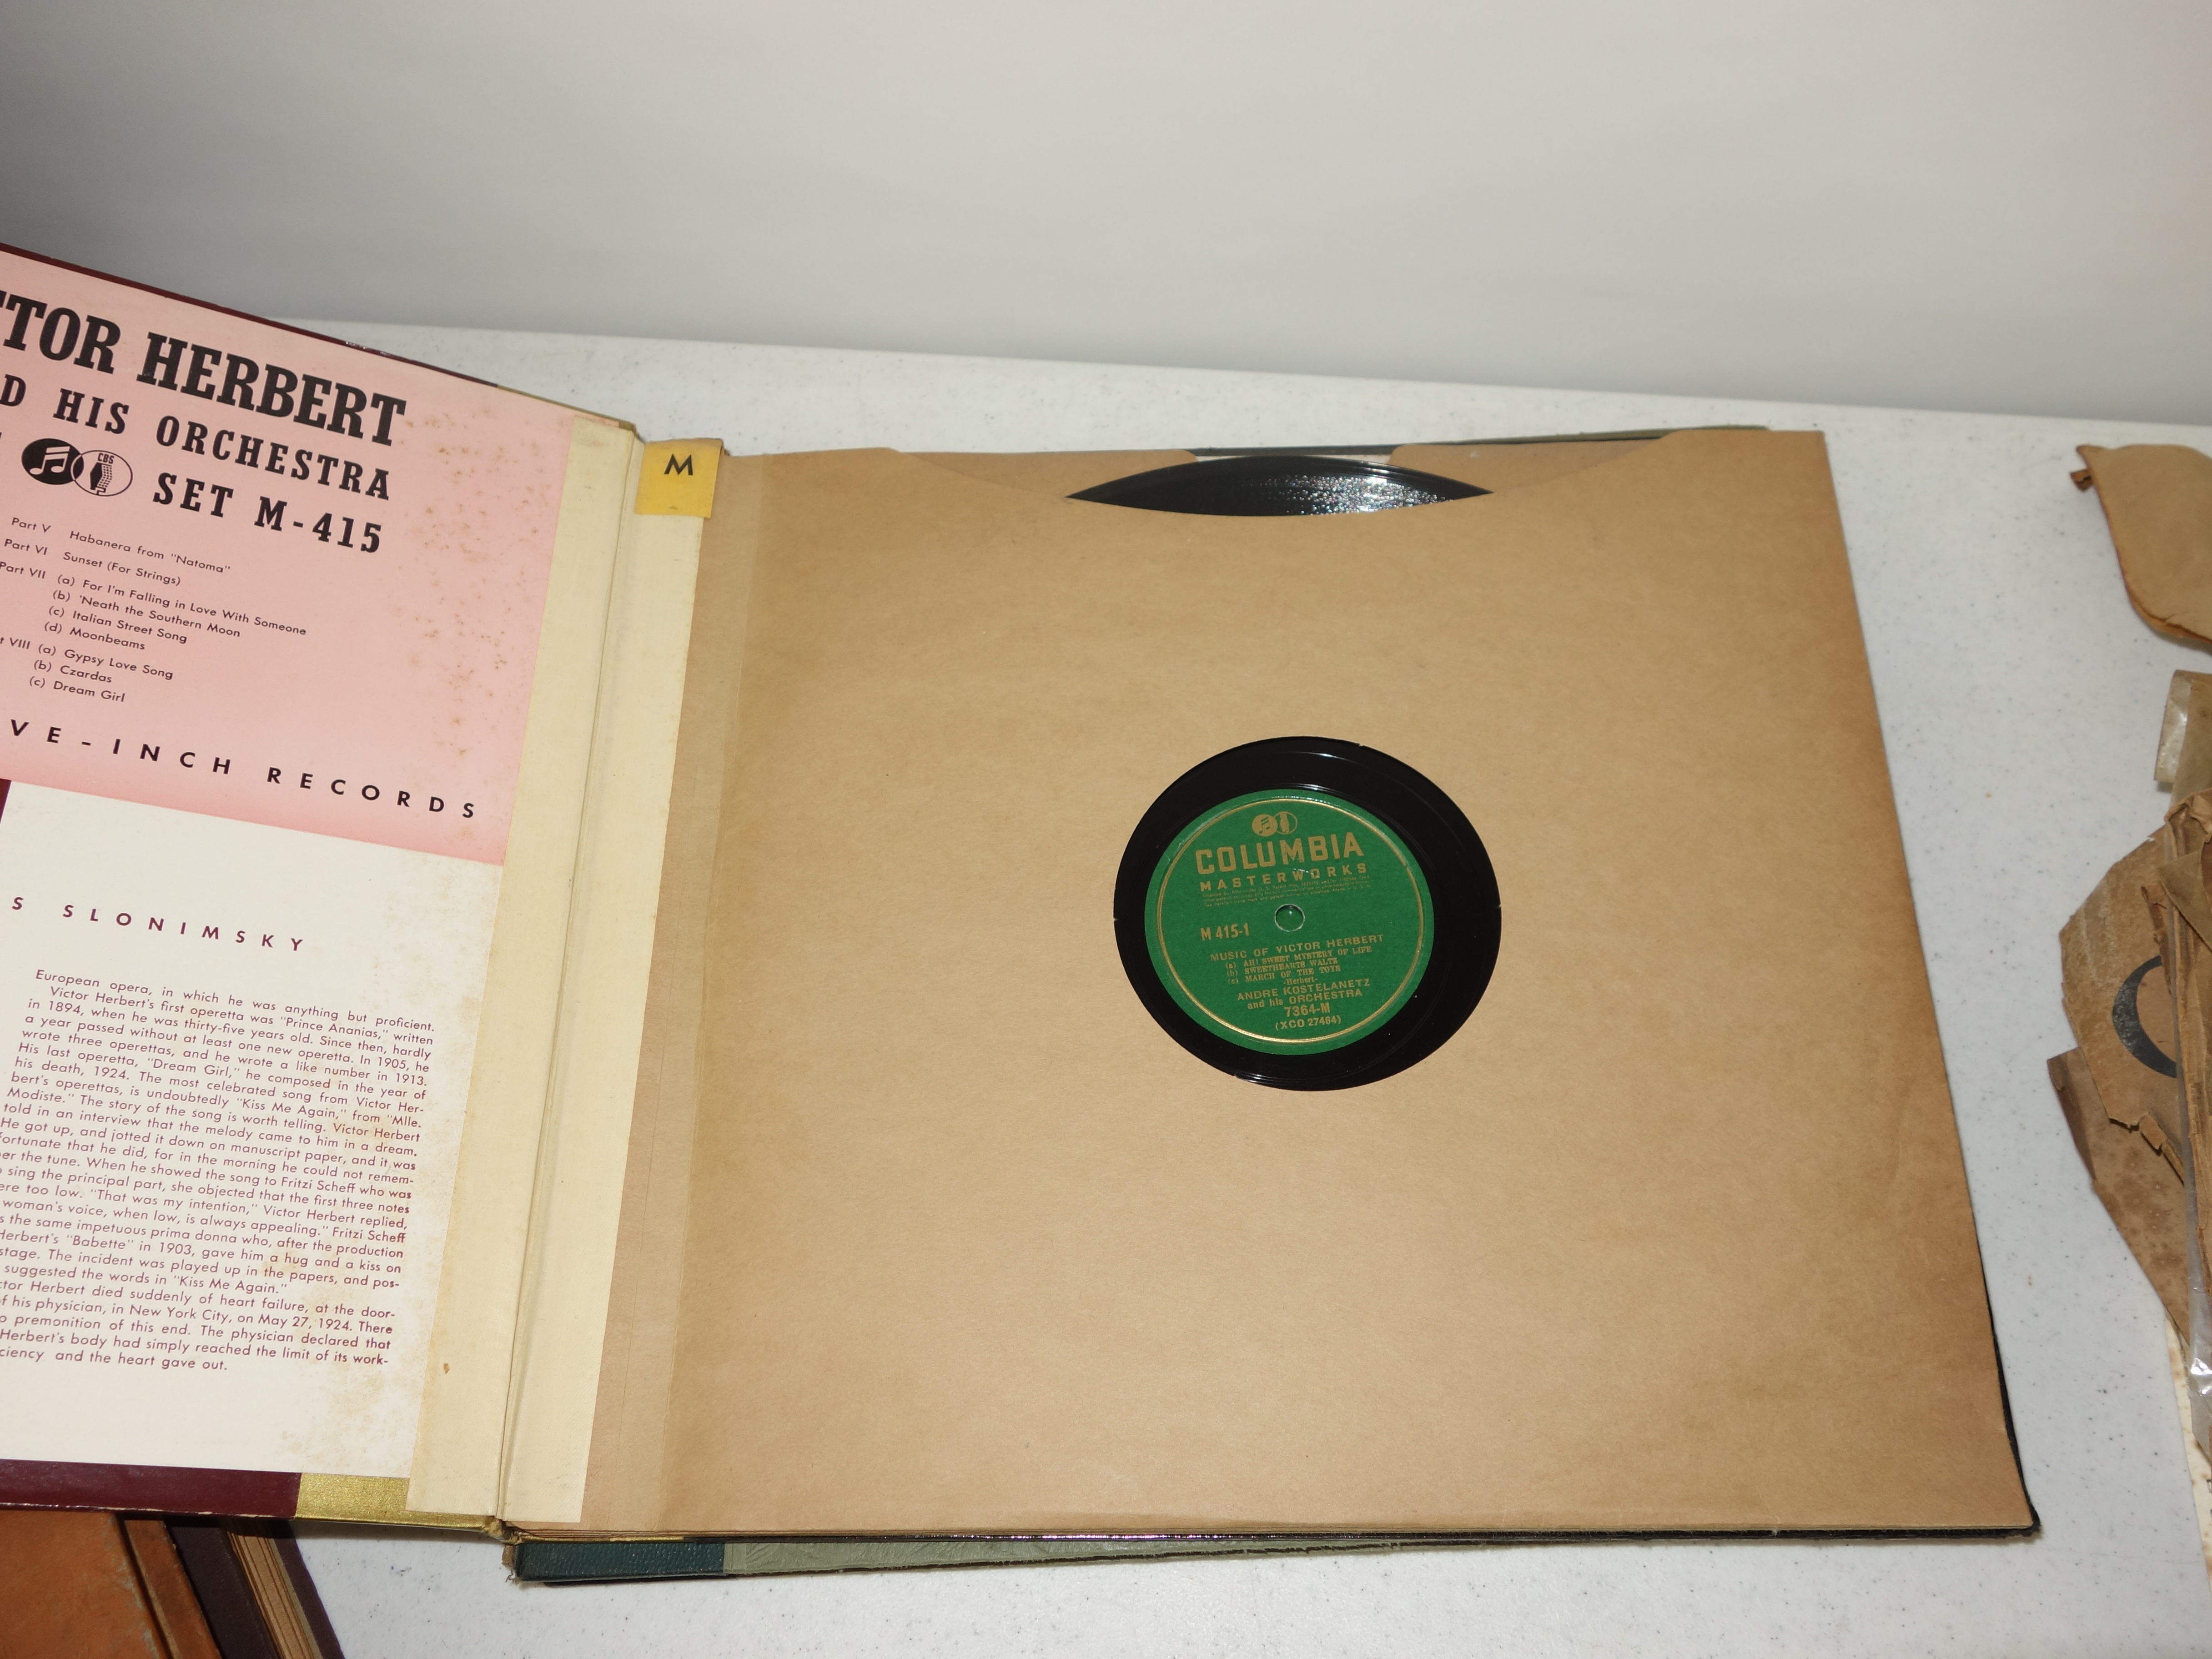 TOR HERBERT
D HIS ORCHESTRA
CBS
SET M-415
Part V Habanera from "Natoma"
Part VI Sunset (For Strings)
Part VII (a) For I'm Falling in Love With Someone
(b) 'Neath the Southern Moon
(c) Italian Street Song
(d) Moonbeams
VIII (a) Gypsy Love Song
(b) Czardas
(c) Dream Girl
VE-INCH RECORDS
S SLONIMSKY
European opera, in which he was anything but proficient.
Victor Herbert's first operetta was "Prince Ananias," written
in 1894, when he was thirty-five years old. Since then, hardly
a year passed without at least one new operetta. In 1905, he
wrote three operettas, and he wrote a like number in 1913.
His last operetta, "Dream Girl," he composed in the year of
his death, 1924. The most celebrated song from Victor Her-
bert's operettas, is undoubtedly "Kiss Me Again," from "Mlle.
Modiste." The story of the song is worth telling. Victor Herbert
told in an interview that the melody came to him in a dream.
He got up, and jotted it down on manuscript paper, and it was
fortunate that he did, for in the morning he could not remem-
er the tune. When he showed the song to Fritzi Scheff who was
sing the principal part, she objected that the first three notes
ere too low. "That was my intention," Victor Herbert replied,
woman's voice, when low, is always appealing." Fritzi Scheff
s the same impetuous prima donna who, after the production
Herbert's "Babette" in 1903, gave him a hug and a kiss on
stage. The incident was played up in the papers, and pos-
suggested the words in "Kiss Me Again."
ctor Herbert died suddenly of heart failure, at the door-
f his physician, in New York City, on May 27, 1924. There
o premonition of this end. The physician declared that
Herbert's body had simply reached the limit of its work-
ciency and the heart gave out.
M
COLUMBIA
MASTERWORKS
M 415-1
MUSIC OF VICTOR HERBERT
(a) AH! SWEET MYSTERY OF LIFE
(b) SWEETHEARTS WALTZ
(c) MARCH OF THE TOYS
-Herbert-
ANDRE KOSTELANETZ
and his ORCHESTRA
7364-M
(XCO 27464)